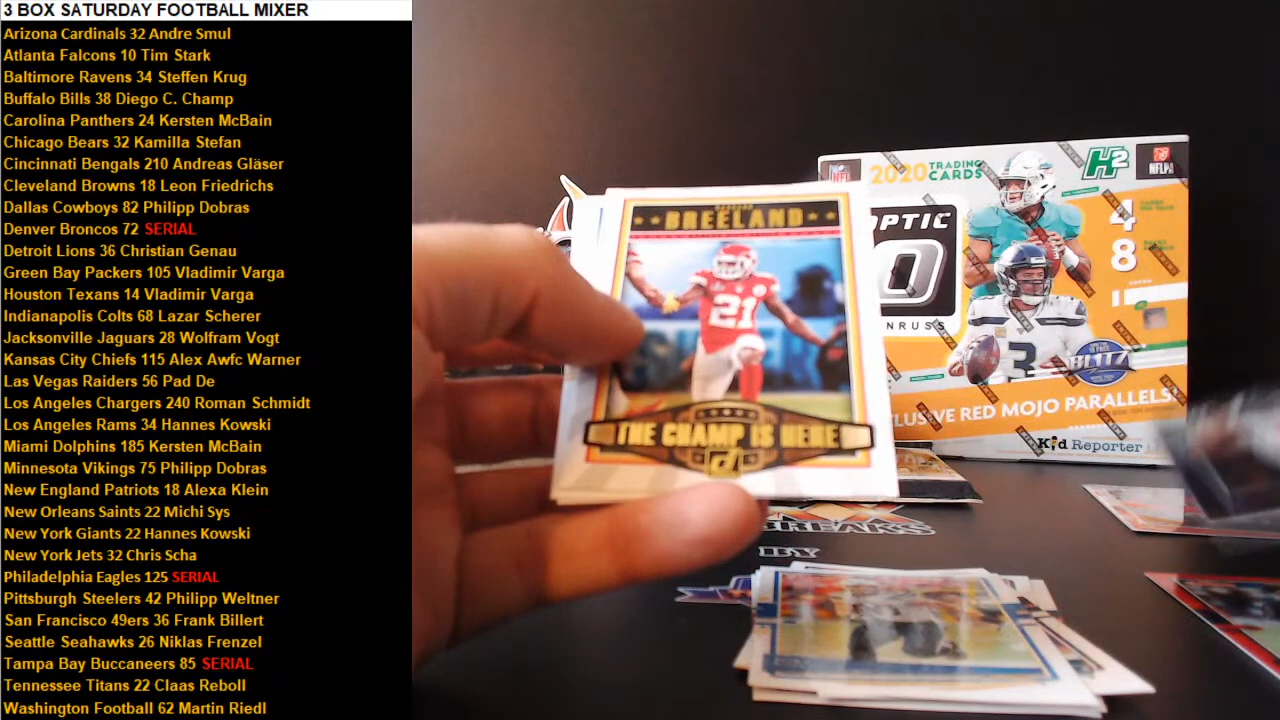 3 BOX SATURDAY FOOTBALL MIXER
Arizona Cardinals 32 Andre Smul
Atlanta Falcons 10 Tim Stark
Baltimore Ravens 34 Steffen Krug
Buffalo Bills 38 Diego C. Champ
Carolina Panthers 24 Kersten McBain
Chicago Bears 32 Kamilla Stefan
Cincinnati Bengals 210 Andreas Gläser
Cleveland Browns 18 Leon Friedrichs
Dallas Cowboys 82 Philipp Dobras
Denver Broncos 72 SERIAL
Detroit Lions 36 Christian Genau
Green Bay Packers 105 Vladimir Varga
Houston Texans 14 Vladimir Varga
Indianapolis Colts 68 Lazar Scherer
Jacksonville Jaguars 28 Wolfram Vogt
Kansas City Chiefs 115 Alex Awfc Warner
Las Vegas Raiders 56 Pad De
Los Angeles Chargers 240 Roman Schmidt
Los Angeles Rams 34 Hannes Kowski
Miami Dolphins 185 Kersten McBain
Minnesota Vikings 75 Philipp Dobras
New England Patriots 18 Alexa Klein
New Orleans Saints 22 Michi Sys
New York Giants 22 Hannes Kowski
New York Jets 32 Chris Scha
Philadelphia Eagles 125 SERIAL
Pittsburgh Steelers 42 Philipp Weltner
San Francisco 49ers 36 Frank Billert
Seattle Seahawks 26 Niklas Frenzel
Tampa Bay Buccaneers 85 SERIAL
Tennessee Titans 22 Claas Reboll
Washington Football 62 Martin Riedl
BREELAND
21
THE CHAMP IS HERE
NFL
2020 TRADING CARDS
H2
NFLPA
OPTIC
4
8
1
NRUSS
3
BLITZ
LUSIVE RED MOJO PARALLELS!
Kid Reporter
BREAKS
BY